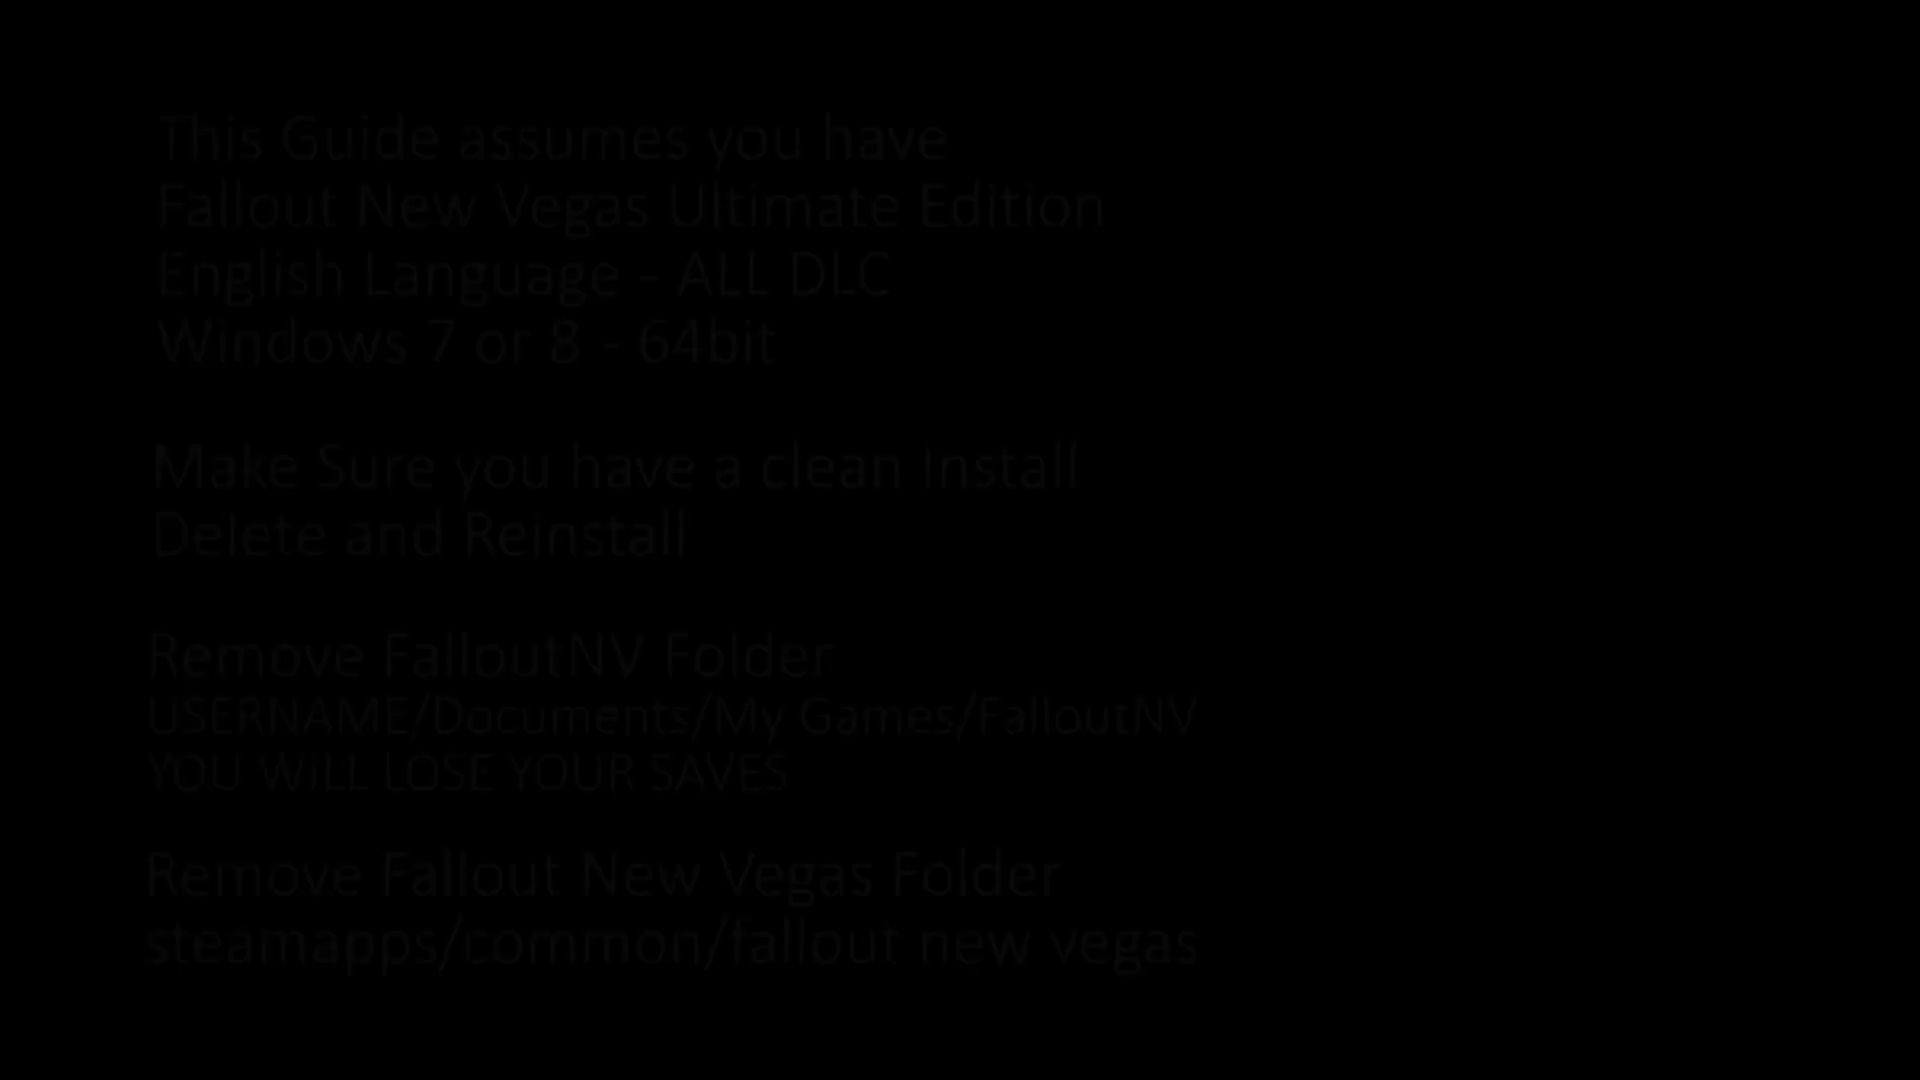 This Guide assumes you have
Fallout New Vegas Ultimate Edition
English Language - ALL DLC
Windows 7 or 8 - 64bit
Make Sure you have a clean Install
Delete and Reinstall
Remove FalloutNV Folder
USERNAME/Documents/My Games/FalloutNV
YOU WILL LOSE YOUR SAVES
Remove Fallout New Vegas Folder
steamapps/common/fallout new vegas